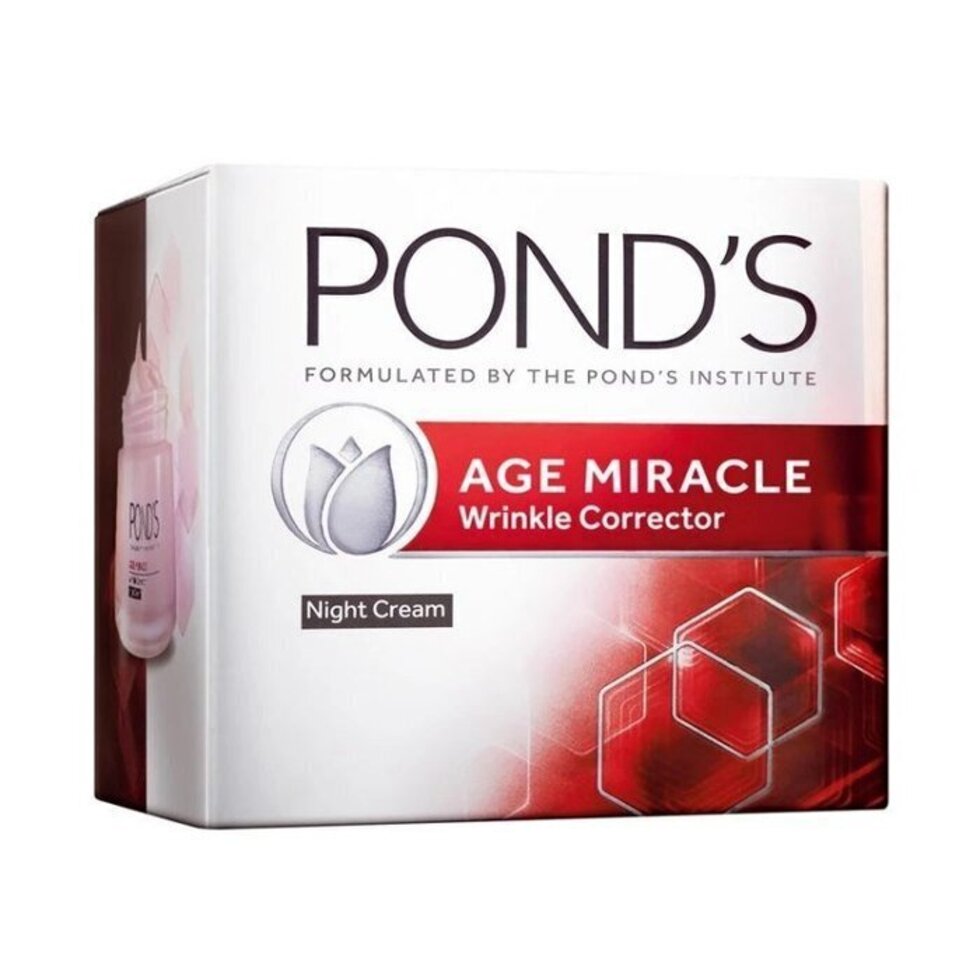 POND'S
FORMULATED BY THE POND'S INSTITUTE
AGE MIRACLE
Wrinkle Corrector
Night Cream
POND'S